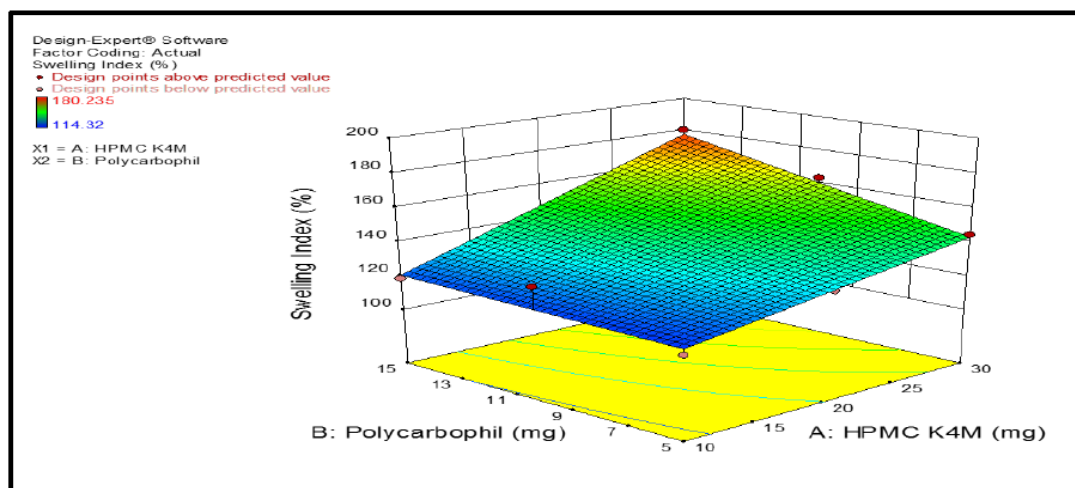 Design-Expert® Software
Factor Coding: Actual
Swelling Index (%)
Design points above predicted value
Design points below predicted value
180.235
114.32
X1 = A: HPMC K4M
X2 = B: Polycarbophil
200
180
160
140
120
100
Swelling Index (%)
15
13
11
9
7
5
B: Polycarbophil (mg)
10
15
20
25
30
A: HPMC K4M (mg)